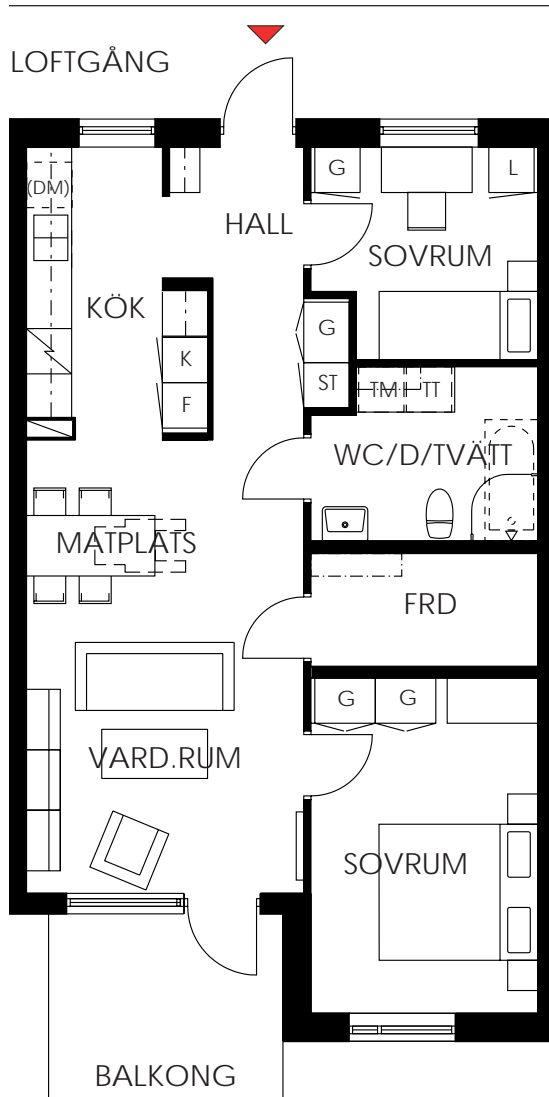 LOFTGÅNG
(DM)
G
L
HALL
SOVRUM
KÖK
G
K
ST
TM
TT
F
WC/D/TVÄTT
MATPLATS
FRD
G
G
VARD.RUM
SOVRUM
BALKONG